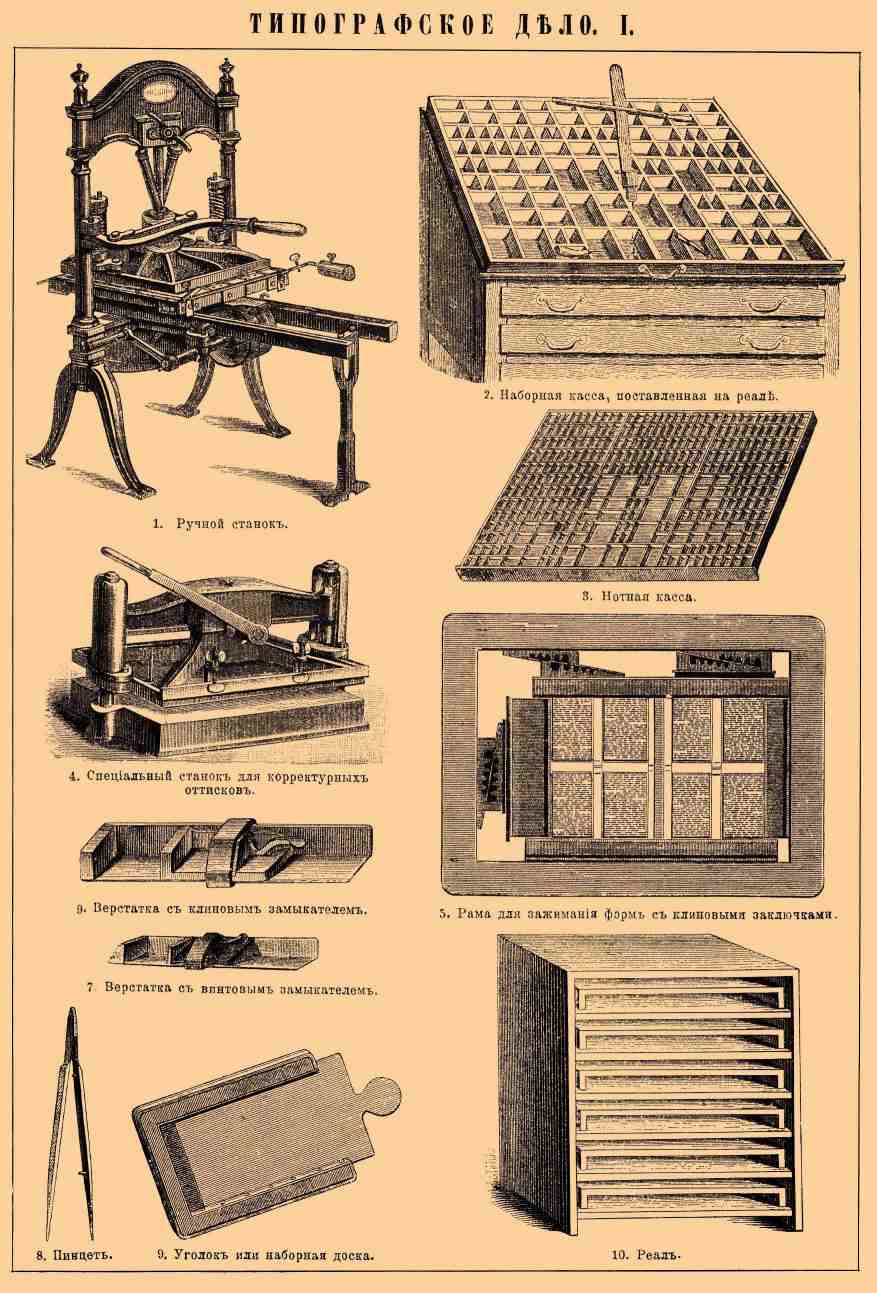 ТИПОГРАФСКОЕ ДѢЛО. I.
1. Ручной станокъ.
2. Наборная касса, поставленная на реалѣ.
3. Нотная касса.
4. Спеціальный станокъ для корректурныхъ
оттисковъ.
9. Верстатка съ клиновымъ замыкателемъ.
7 Верстатка съ винтовымъ замыкателемъ.
5. Рама для зажиманія формъ съ клиновыми заключками.
8. Пинцетъ.
9. Уголокъ или наборная доска.
10. Реалъ.